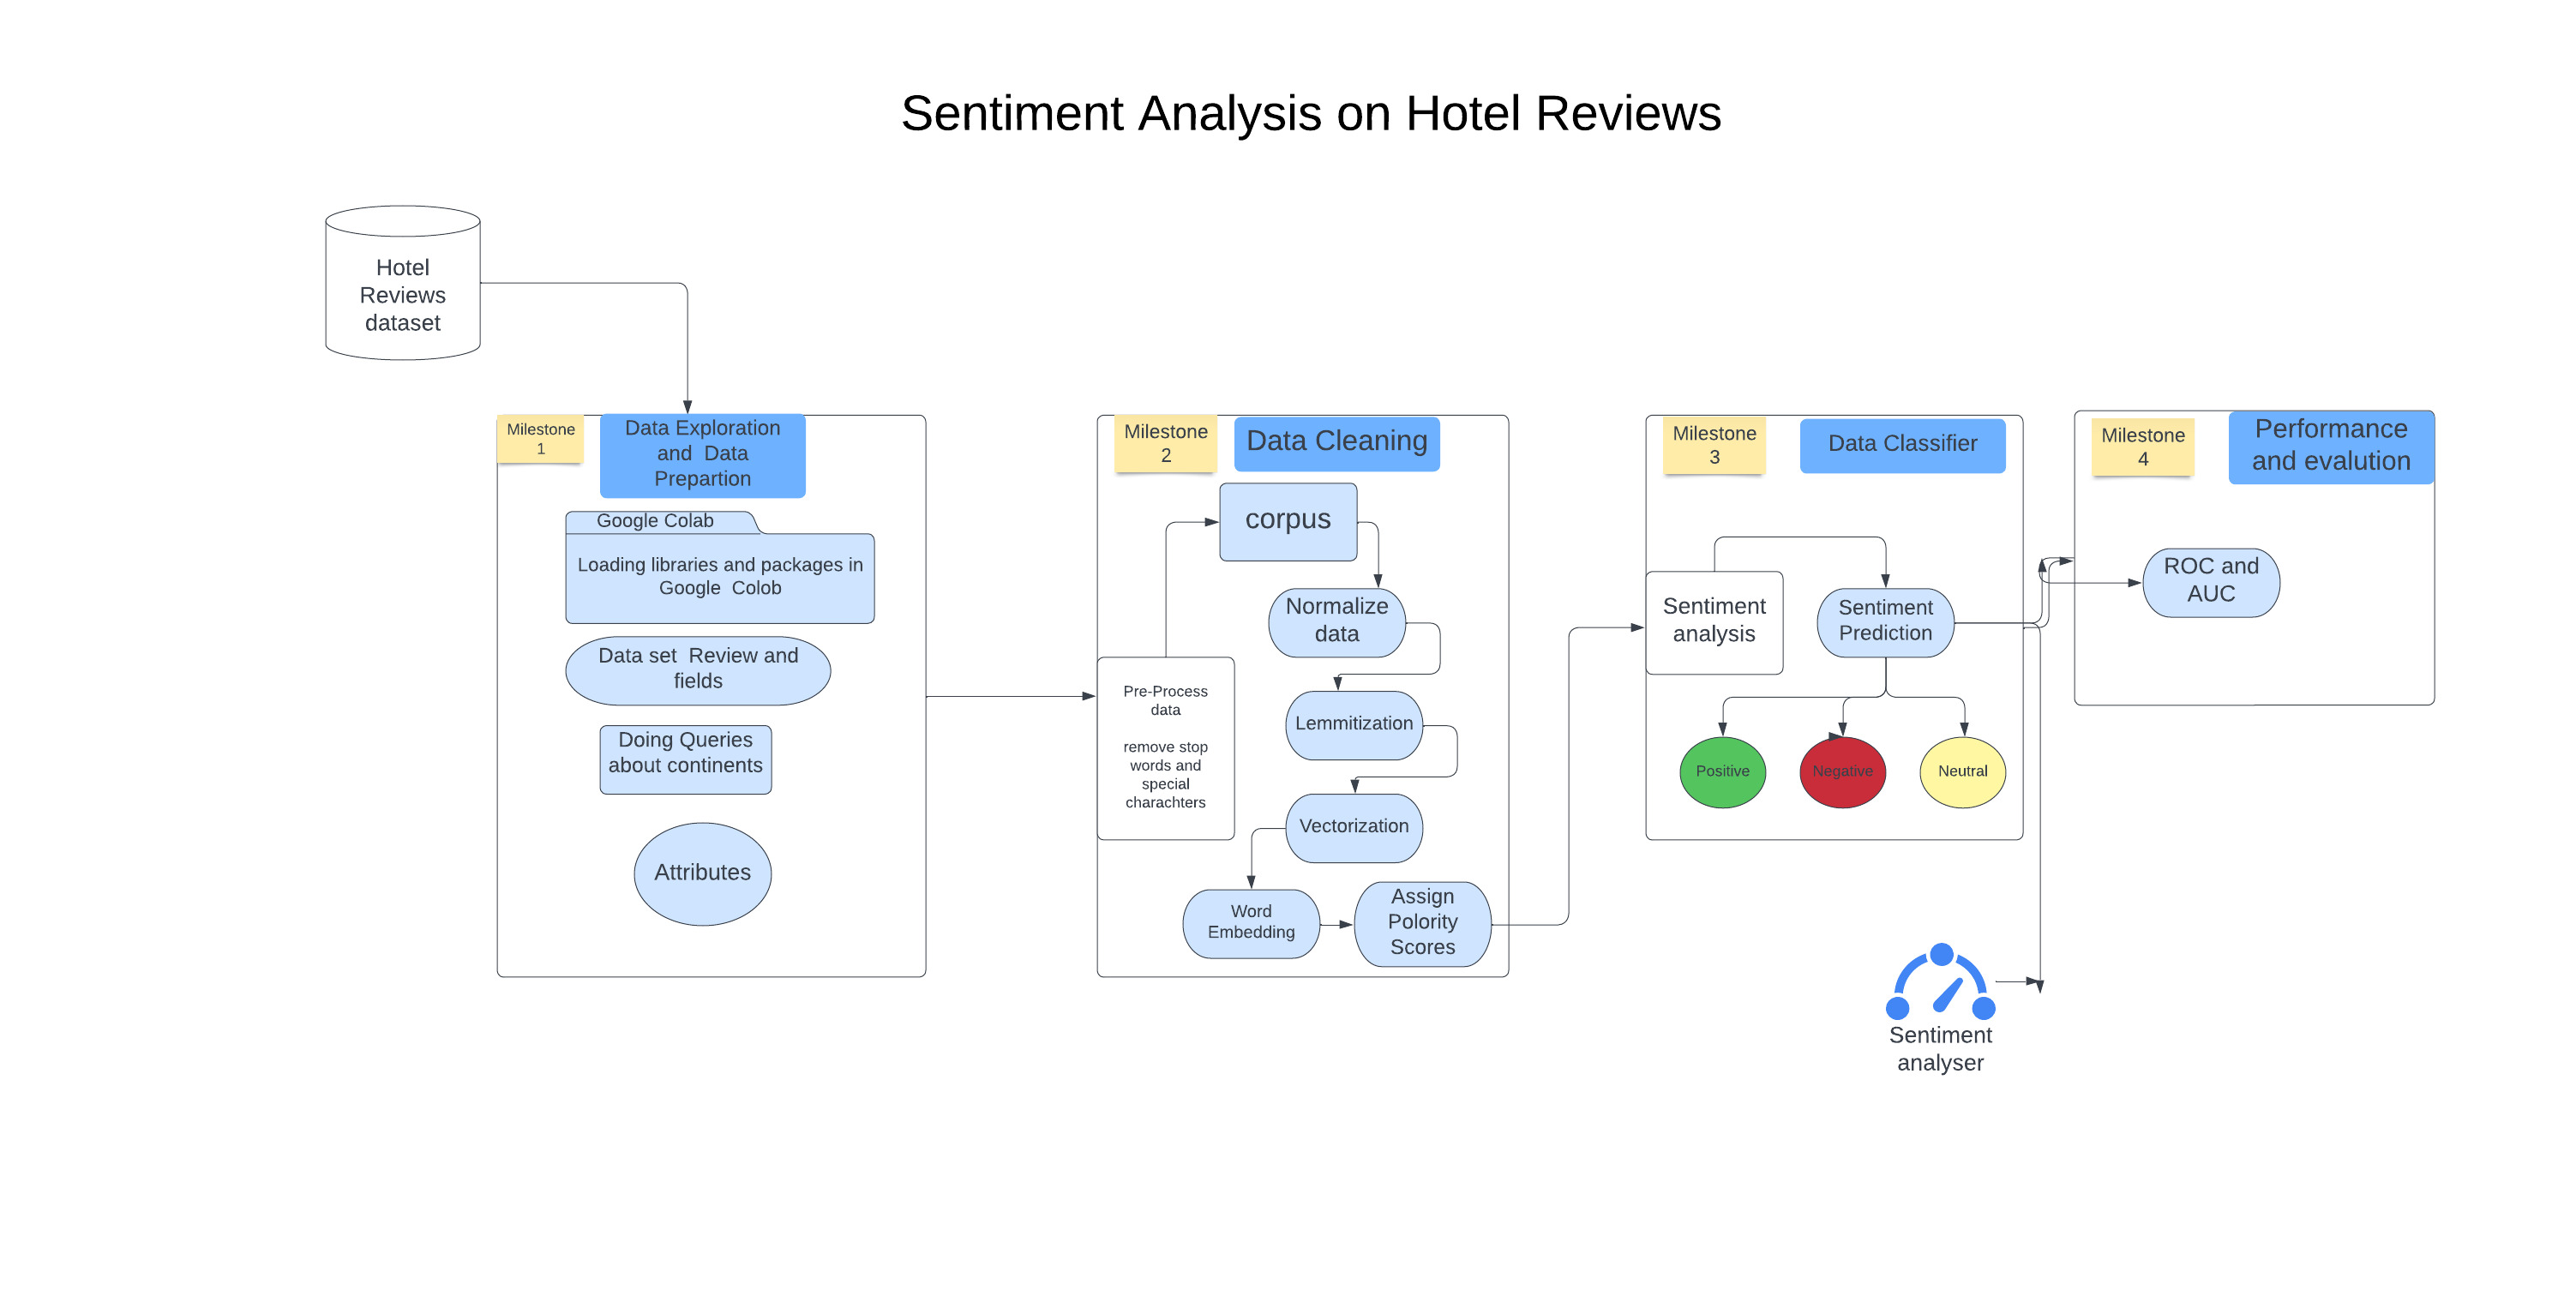 Sentiment Analysis on Hotel Reviews
Hotel
Reviews
dataset
Milestone
1
Data Exploration
and  Data
Prepartion
Google Colab
Loading libraries and packages in
Google  Colob
Data set  Review and
fields
Doing Queries
about continents
Attributes
Milestone
2
Data Cleaning
corpus
Normalize
data
Pre-Process
data
remove stop
words and
special
charachters
Lemmitization
Vectorization
Word
Embedding
Assign
Polority
Scores
Milestone
3
Data Classifier
Sentiment
analysis
Sentiment
Prediction
Positive
Negative
Neutral
Milestone
4
Performance
and evalution
ROC and
AUC
Sentiment
analyser